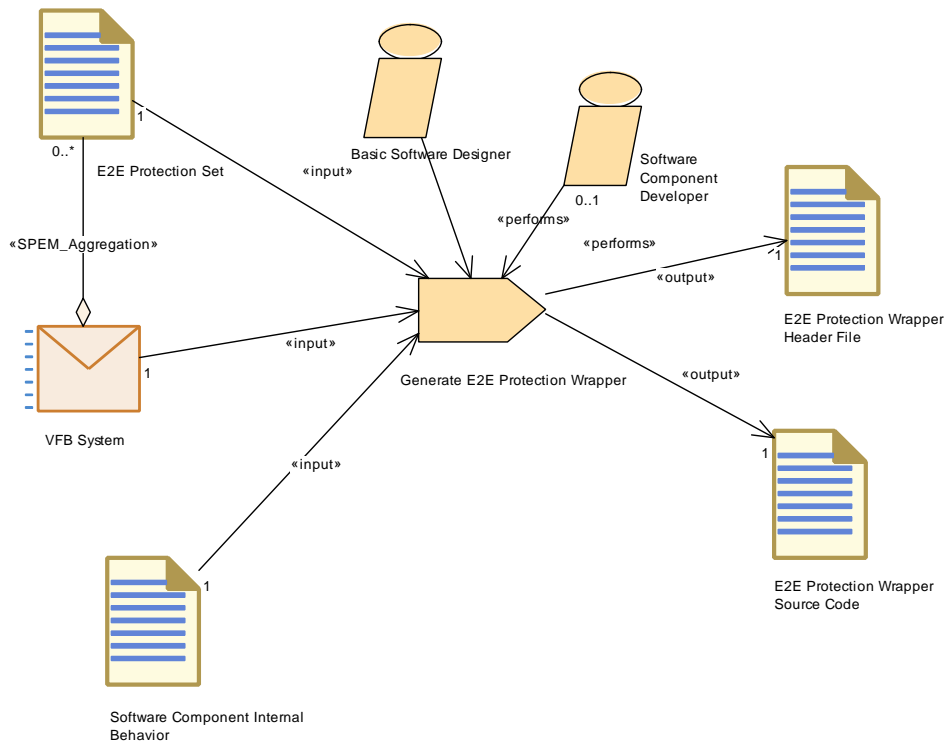 1
0..*
E2E Protection Set
«input»
Basic Software Designer
Software
Component
Developer
0..1
«performs»
«performs»
1
«output»
«SPEM_Aggregation»
E2E Protection Wrapper
Header File
«input»
1
Generate E2E Protection Wrapper
«output»
VFB System
1
«input»
1
E2E Protection Wrapper
Source Code
Software Component Internal
Behavior